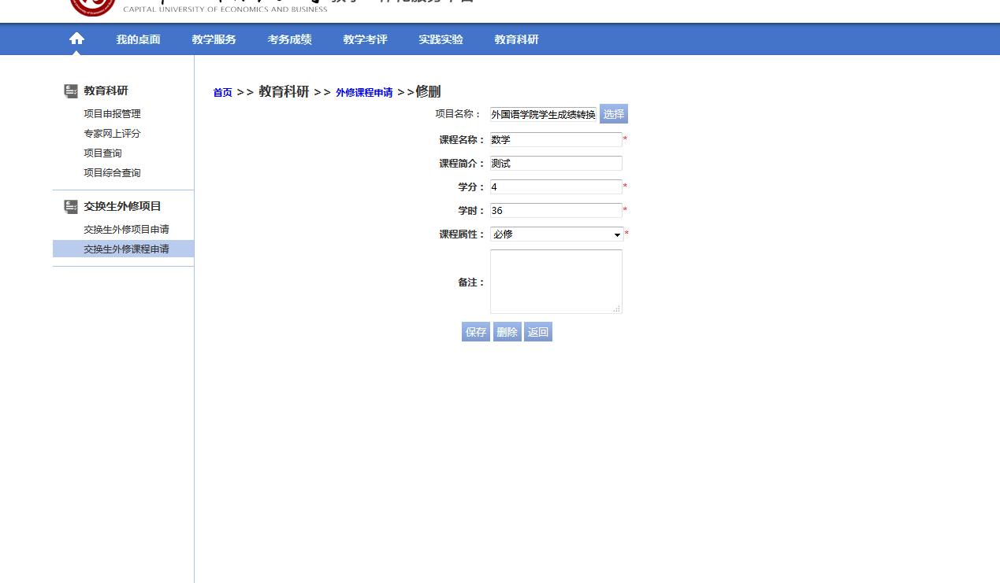 CAPITAL UNIVERSITY OF ECONOMICS AND BUSINESS
我的桌面 教学服务 考务成绩 教学考评 实践实验 教育科研
教育科研
项目申报管理
专家网上评分
项目查询
项目综合查询
交换生外修项目
交换生外修项目申请
交换生外修课程申请
首页 >> 教育科研 >> 外修课程申请 >>修删
项目名称： 外国语学院学生成绩转换 选择
课程名称： 数学 *
课程简介： 测试
学分： 4 *
学时： 36 *
课程属性： 必修 *
备注：
保存 删除 返回